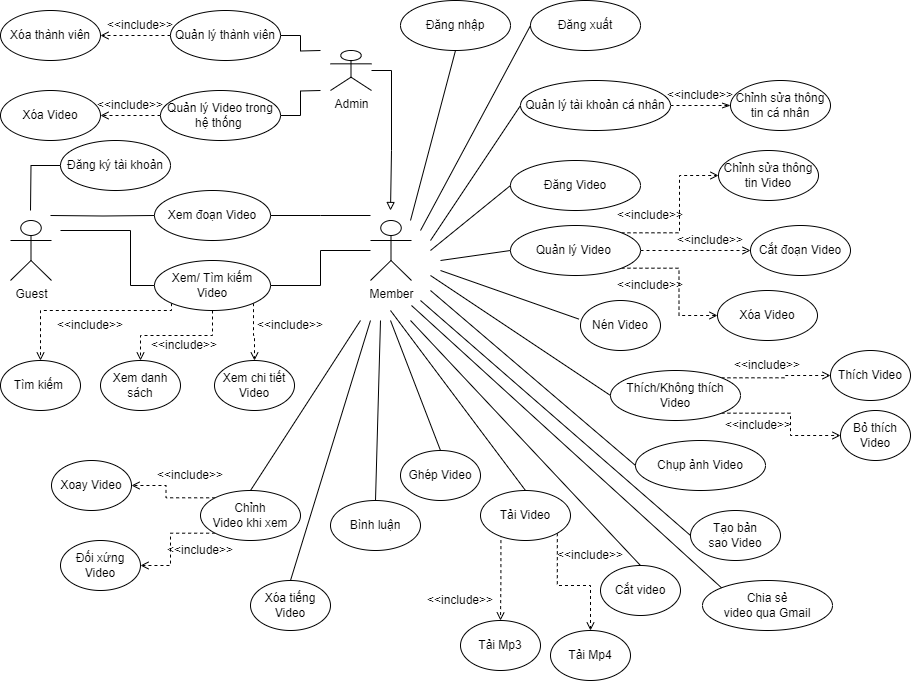 Đăng nhập
Đăng xuất
<<include>>
Xóa thành viên
Quản lý thành viên
Admin
<<include>>
Xóa Video
Quản lý Video trong
hệ thống
<<include>>
Quản lý tài khoản cá nhân
Chỉnh sửa thông
tin cá nhân
Đăng ký tài khoản
<<include>>
Chỉnh sửa thông
tin Video
Đăng Video
Xem đoạn Video
<<include>>
Quản lý Video
<<include>>
Cắt đoạn Video
Guest
Xem/ Tìm kiếm
Video
Member
<<include>>
Xóa Video
<<include>>
<<include>>
<<include>>
Nén Video
Tìm kiếm
Xem danh
sách
Xem chi tiết
Video
Thích/Không thích
Video
<<include>>
Thích Video
<<include>>
Bỏ thích
Video
Chụp ảnh Video
<<include>>
Xoay Video
Ghép Video
Chỉnh
Video khi xem
Bình luận
Tải Video
Tạo bản
sao Video
<<include>>
Đối xứng
Video
<<include>>
Xóa tiếng
Video
<<include>>
Cắt video
Chia sẻ
video qua Gmail
Tải Mp3
Tải Mp4